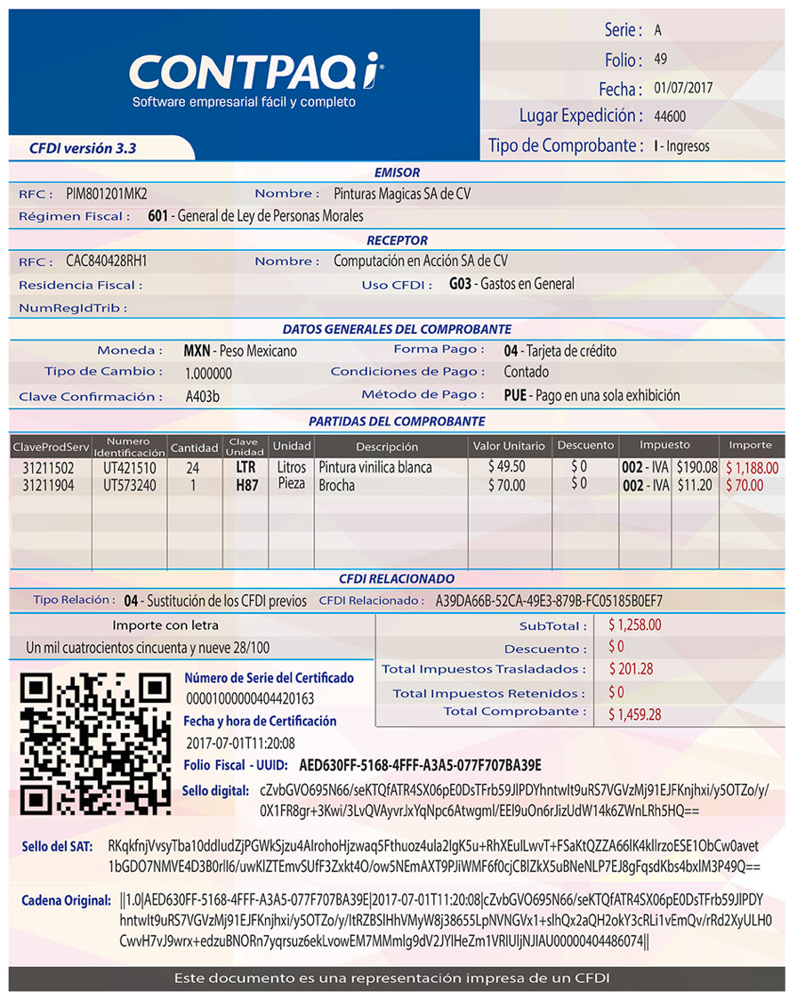 CONTPAQi®
Software empresarial fácil y completo
CFDI versión 3.3
Serie : A
Folio : 49
Fecha : 01/07/2017
Lugar Expedición : 44600
Tipo de Comprobante : I - Ingresos
EMISOR
RFC : PIM801201MK2 Nombre : Pinturas Magicas SA de CV
Régimen Fiscal : 601 - General de Ley de Personas Morales
RECEPTOR
RFC : CAC840428RH1 Nombre : Computación en Acción SA de CV
Residencia Fiscal : Uso CFDI : G03 - Gastos en General
NumRegIdTrib :
DATOS GENERALES DEL COMPROBANTE
Moneda : MXN - Peso Mexicano Forma Pago : 04 - Tarjeta de crédito
Tipo de Cambio : 1.000000 Condiciones de Pago : Contado
Clave Confirmación : A403b Método de Pago : PUE - Pago en una sola exhibición
PARTIDAS DEL COMPROBANTE
ClaveProdServ Numero Identificación Cantidad Clave Unidad Unidad Descripción Valor Unitario Descuento Impuesto Importe
31211502 UT421510 24 LTR Litros Pintura vinilica blanca $ 49.50 $ 0 002 - IVA $190.08 $ 1,188.00
31211904 UT573240 1 H87 Pieza Brocha $ 70.00 $ 0 002 - IVA $11.20 $ 70.00
CFDI RELACIONADO
Tipo Relación : 04 - Sustitución de los CFDI previos CFDI Relacionado : A39DA66B-52CA-49E3-879B-FC05185B0EF7
Importe con letra
Un mil cuatrocientos cincuenta y nueve 28/100
SubTotal : $ 1,258.00
Descuento : $ 0
Total Impuestos Trasladados : $ 201.28
Total Impuestos Retenidos : $ 0
Total Comprobante : $ 1,459.28
Número de Serie del Certificado
00001000000404420163
Fecha y hora de Certificación
2017-07-01T11:20:08
Folio Fiscal - UUID: AED630FF-5168-4FFF-A3A5-077F707BA39E
Sello digital: cZvbGVO695N66/seKTQfATR4SX06pE0DsTFrb59JlPDYhntwIt9uRS7VGVzMj91EJFKnjhxi/y5OTZo/y/
0X1FR8gr+3Kwi/3LvQVAyvrJxYqNpc6Atwgml/EEl9uOn6rJizUdW14k6ZWnLRh5HQ==
Sello del SAT: RKqkfnjVvsyTba10ddludZjPGWkSjzu4AlrohoHjzwaq5Fthuoz4ula2IgK5u+RhXEuILwvT+FSaKtQZZA66lK4kllrzoESE1ObCw0avet
1bGDO7NMVE4D3B0rlI6/uwKlZTEmvSUfF3Zxkt4O/ow5NEmAXT9PJiWMF6f0cjCBlZkX5uBNeNLP7EJ8gFqsdKbs4bxlM3P49Q==
Cadena Original: ||1.0|AED630FF-5168-4FFF-A3A5-077F707BA39E|2017-07-01T11:20:08|cZvbGVO695N66/seKTQfATR4SX06pE0DsTFrb59JlPDY
hntwIt9uRS7VGVzMj91EJFKnjhxi/y5OTZo/y/ItRZBSlHhVMyW8j38655LpNVNGVx1+slhQx2aQH2okY3cRLi1vEmQv/rRd2XyULH0
CwvH7vJ9wrx+edzuBNORn7yqrsuz6ekLvowEM7MMmlg9dV2JYlHeZm1VRlUljNJIAU00000404486074||
Este documento es una representación impresa de un CFDI